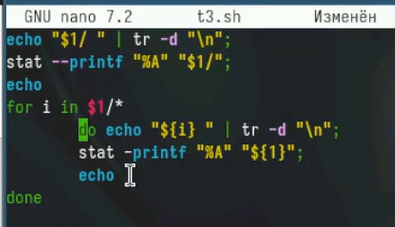 GNU nano 7.2 t3.sh Изменён
echo "$1/ " | tr -d "\n";
stat --printf "%A" "$1/";
echo
for i in $1/*
do echo "${i} " | tr -d "\n";
stat -printf "%A" "${1}";
echo
done